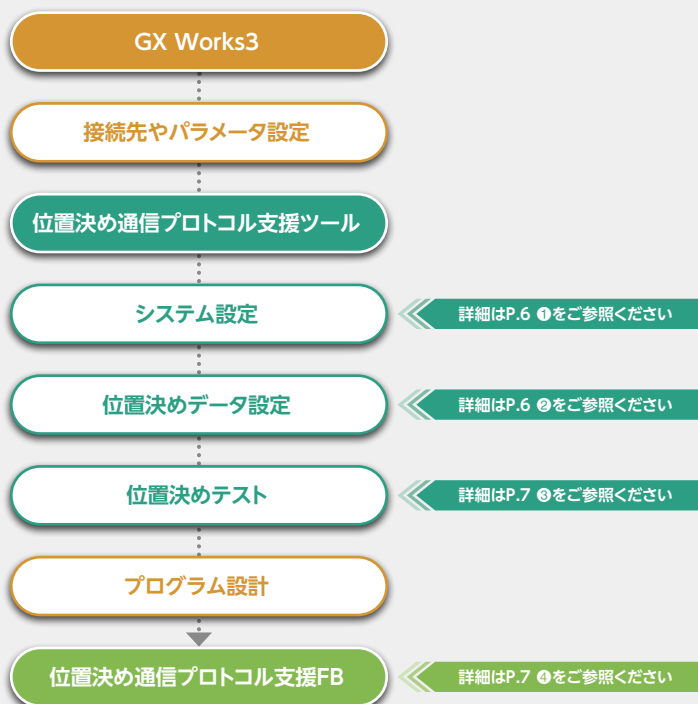 GX Works3
接続先やパラメータ設定
位置決め通信プロトコル支援ツール
システム設定
詳細はP.6 ❶をご参照ください
位置決めデータ設定
詳細はP.6 ❷をご参照ください
位置決めテスト
詳細はP.7 ❸をご参照ください
プログラム設計
位置決め通信プロトコル支援FB
詳細はP.7 ❹をご参照ください